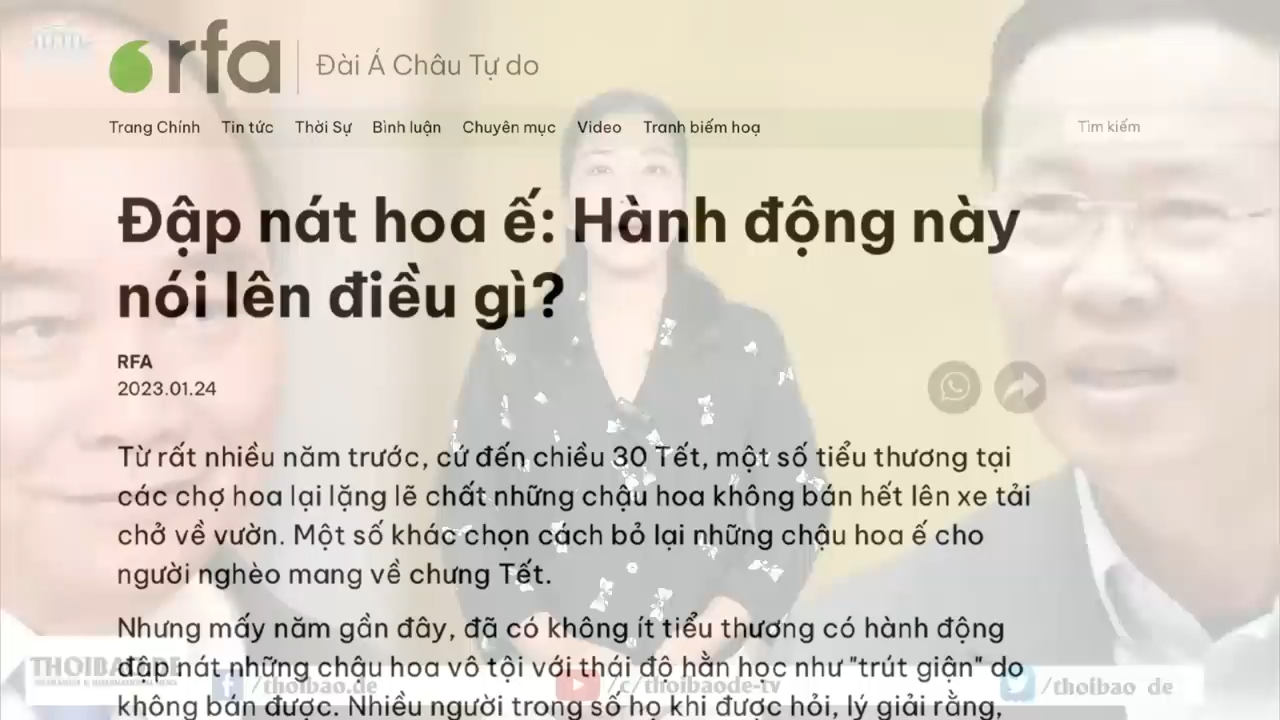 rfa
Đài Á Châu Tự do
Trang Chính Tin tức Thời Sự Bình luận Chuyên mục Video Tranh biếm hoạ
Tìm kiếm
Đập nát hoa ế: Hành động này
nói lên điều gì?
RFA
2023.01.24
Từ rất nhiều năm trước, cứ đến chiều 30 Tết, một số tiểu thương tại
các chợ hoa lại lặng lẽ chất những chậu hoa không bán hết lên xe tải
chở về vườn. Một số khác chọn cách bỏ lại những chậu hoa ế cho
người nghèo mang về chưng Tết.
Nhưng mấy năm gần đây, đã có không ít tiểu thương có hành động
đập nát những chậu hoa vô tội với thái độ hằn học như "trút giận" do
không bán được. Nhiều người trong số họ khi được hỏi, lý giải rằng,
THOIBAO.DE
/thoibao.de
/c/thoibaode-tv
/thoibao_de